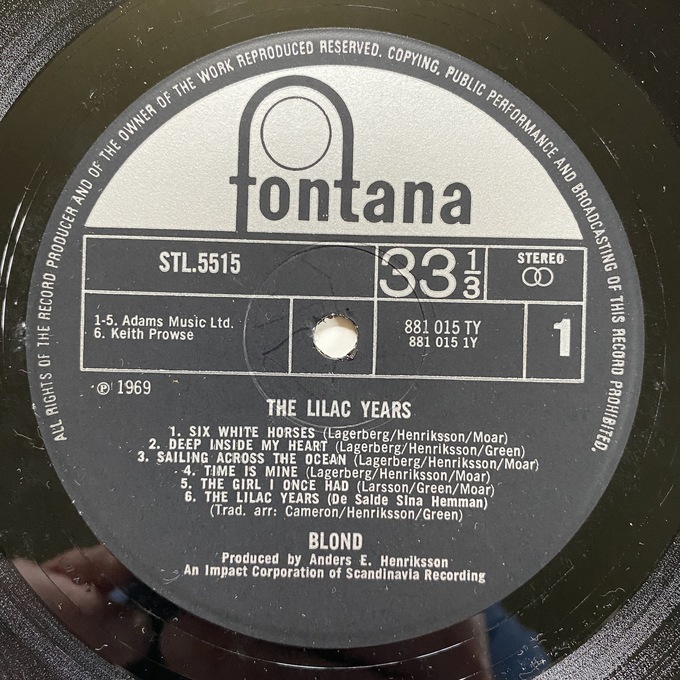 ALL RIGHTS OF THE RECORD PRODUCER AND OF THE OWNER OF THE WORK REPRODUCED RESERVED. COPYING, PUBLIC PERFORMANCE AND BROADCASTING OF THIS RECORD PROHIBITED.
fontana
STL.5515
33 1/3
STEREO
1-5. Adams Music Ltd.
6. Keith Prowse
881 015 TY
881 015 1Y
1
℗ 1969
THE LILAC YEARS
1. SIX WHITE HORSES (Lagerberg/Henriksson/Moar)
2. DEEP INSIDE MY HEART (Lagerberg/Henriksson/Green)
3. SAILING ACROSS THE OCEAN (Lagerberg/Henriksson/Moar)
4. TIME IS MINE (Lagerberg/Henriksson/Moar)
5. THE GIRL I ONCE HAD (Larsson/Green/Moar)
6. THE LILAC YEARS (De Salde Sina Hemman)
(Trad. arr: Cameron/Henriksson/Green)
BLOND
Produced by Anders E. Henriksson
An Impact Corporation of Scandinavia Recording